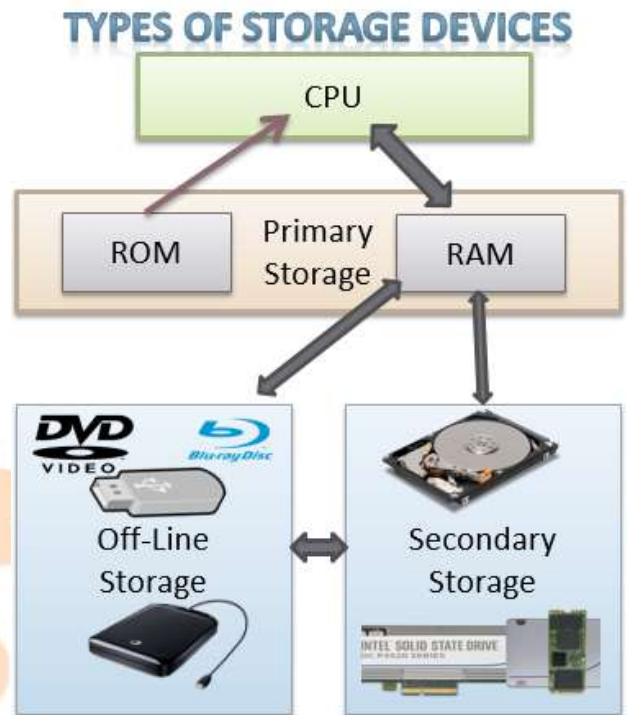 TYPES OF STORAGE DEVICES
CPU
ROM
Primary
Storage
RAM
DVD
VIDEO
Blu-ray Disc
Off-Line
Storage
Secondary
Storage
INTEL SOLID STATE DRIVE
SERIES